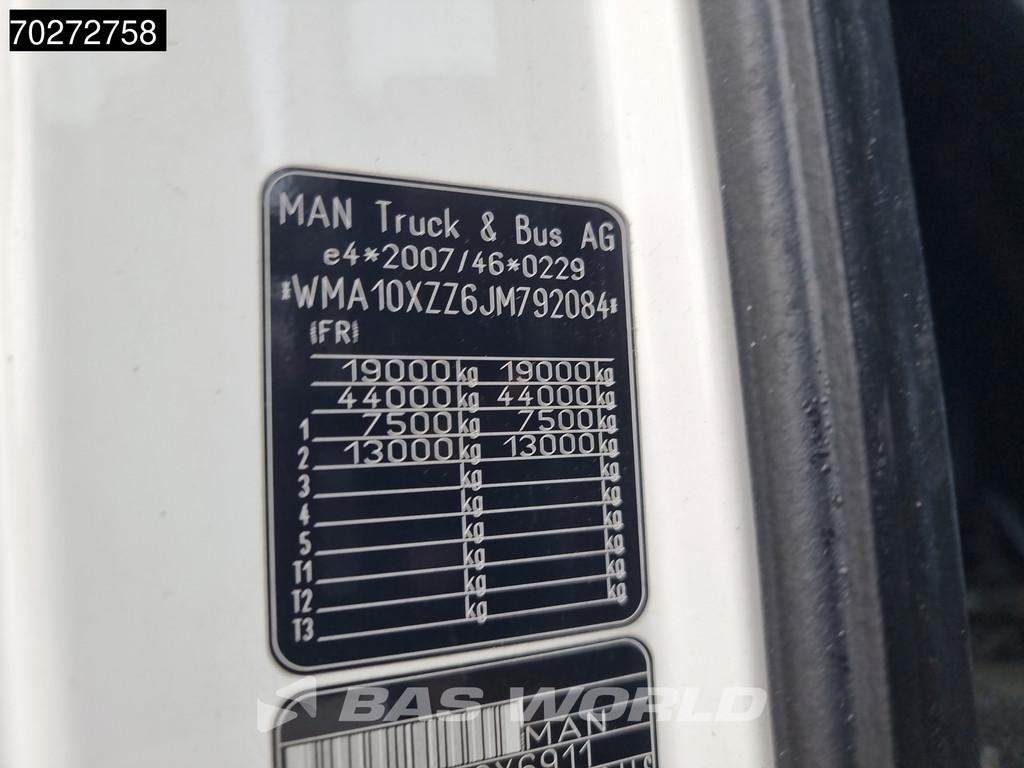 70272758
MAN Truck & Bus AG
e4*2007/46*0229
*WMA10XZZ6JM792084*
(FR)
19000kg 19000kg
44000kg 44000kg
1 7500kg 7500kg
2 13000kg 13000kg
3 kg kg
4 kg kg
5 kg kg
T1 kg kg
T2 kg kg
T3 kg kg
BAS WORLD
MAN